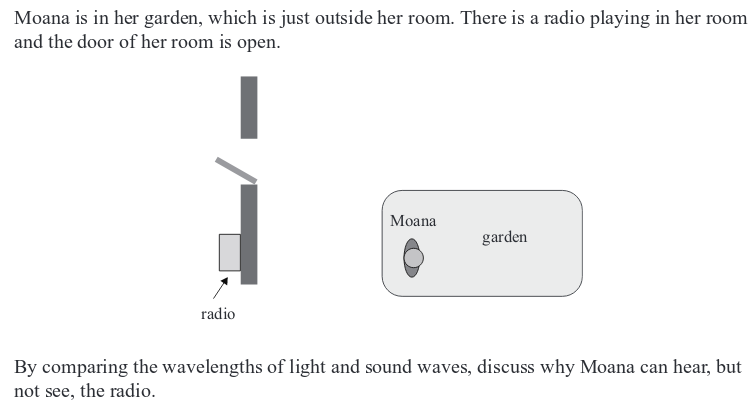 Moana is in her garden, which is just outside her room. There is a radio playing in her room
and the door of her room is open.
Moana
garden
radio
By comparing the wavelengths of light and sound waves, discuss why Moana can hear, but
not see, the radio.